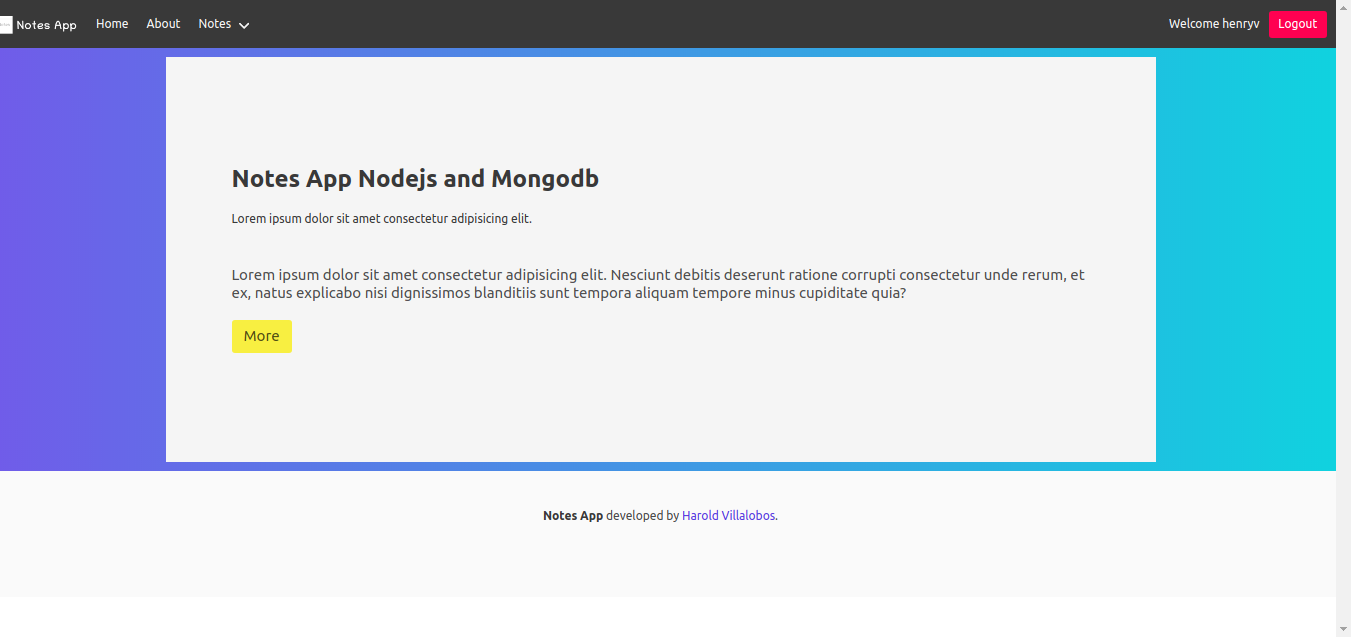 Notes App Home About Notes Welcome henryv Logout
Notes App Nodejs and Mongodb
Lorem ipsum dolor sit amet consectetur adipisicing elit.
Lorem ipsum dolor sit amet consectetur adipisicing elit. Nesciunt debitis deserunt ratione corrupti consectetur unde rerum, et
ex, natus explicabo nisi dignissimos blanditiis sunt tempora aliquam tempore minus cupiditate quia?
More
Notes App developed by Harold Villalobos.